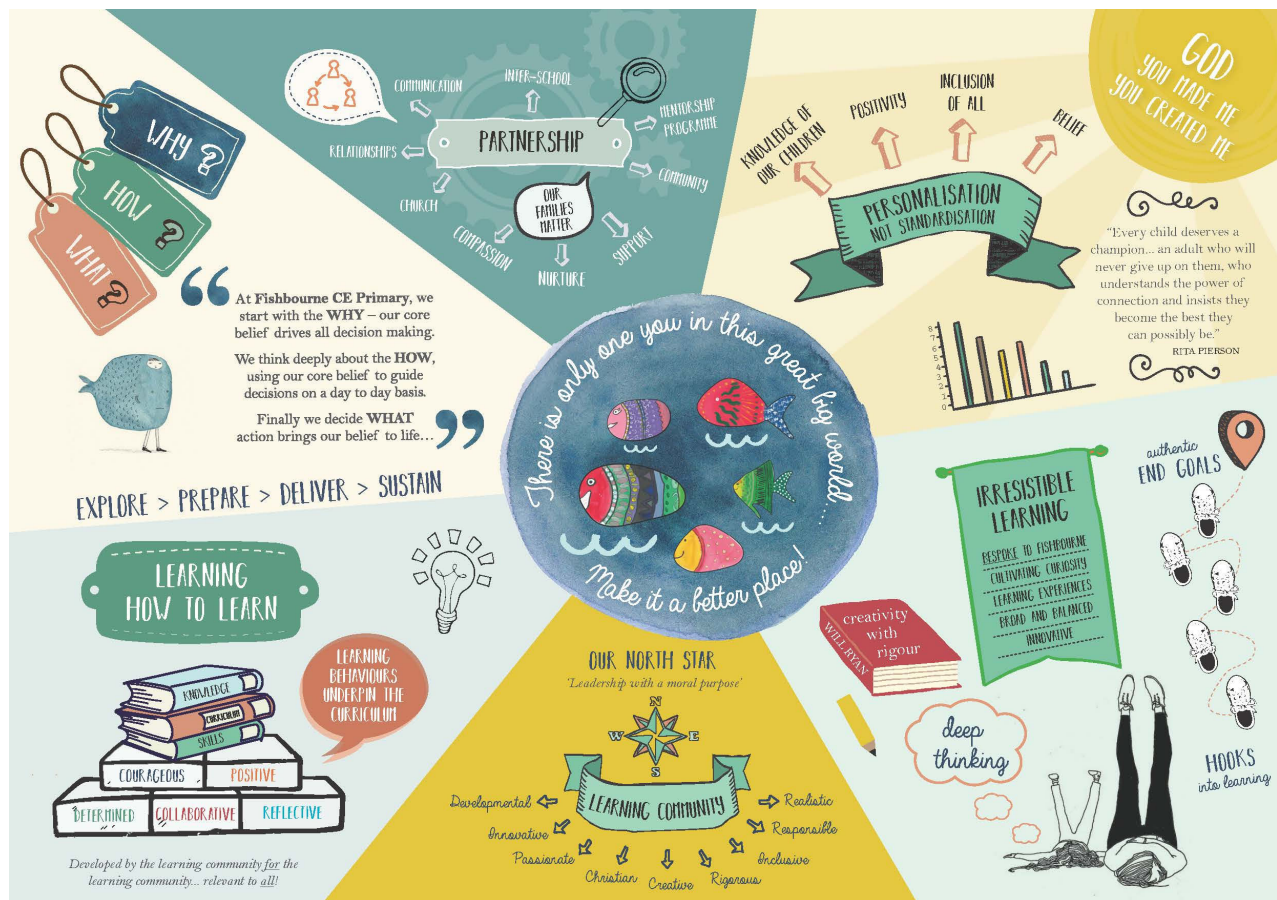 WHY ?
HOW ?
WHAT ?
At Fishbourne CE Primary, we
start with the WHY – our core
belief drives all decision making.
We think deeply about the HOW,
using our core belief to guide
decisions on a day to day basis.
Finally we decide WHAT
action brings our belief to life...
EXPLORE > PREPARE > DELIVER > SUSTAIN
PARTNERSHIP
COMMUNICATION
INTER-SCHOOL
MENTORSHIP
PROGRAMME
COMMUNITY
SUPPORT
NURTURE
COMPASSION
CHURCH
RELATIONSHIPS
OUR
FAMILIES
MATTER
KNOWLEDGE OF
OUR CHILDREN
POSITIVITY
INCLUSION
OF ALL
BELIEF
PERSONALISATION
NOT STANDARDISATION
GOD
YOU MADE ME
YOU CREATED ME
"Every child deserves a
champion... an adult who will
never give up on them, who
understands the power of
connection and insists they
become the best they
can possibly be."
RITA PIERSON
8
7
6
5
4
3
2
1
0
There is only one you in this great big world....
Make it a better place!
LEARNING
HOW TO LEARN
LEARNING
BEHAVIOURS
UNDERPIN THE
CURRICULUM
KNOWLEDGE
CURRICULUM
SKILLS
COURAGEOUS
POSITIVE
DETERMINED
COLLABORATIVE
REFLECTIVE
Developed by the learning community for the
learning community... relevant to all!
OUR NORTH STAR
'Leadership with a moral purpose'
N
W
E
S
LEARNING COMMUNITY
Developmental
Innovative
Passionate
Christian
Creative
Rigorous
Inclusive
Responsible
Realistic
creativity
with
rigour
WILL RYAN
IRRESISTIBLE
LEARNING
BESPOKE TO FISHBOURNE
CULTIVATING CURIOSITY
LEARNING EXPERIENCES
BROAD AND BALANCED
INNOVATIVE
authentic
END GOALS
HOOKS
into learning
deep
thinking